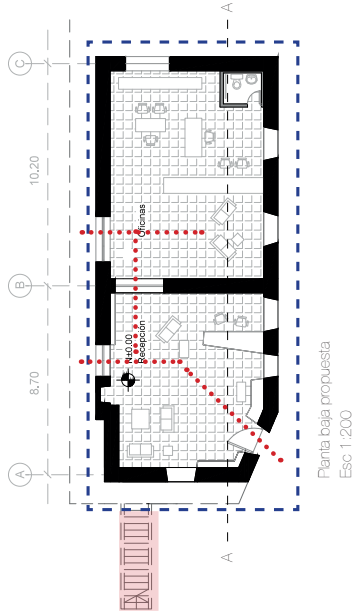 A
C
10.20
Oficinas
B
N±0.00
Recepción
8.70
A
A
Planta baja propuesta
Esc 1:200